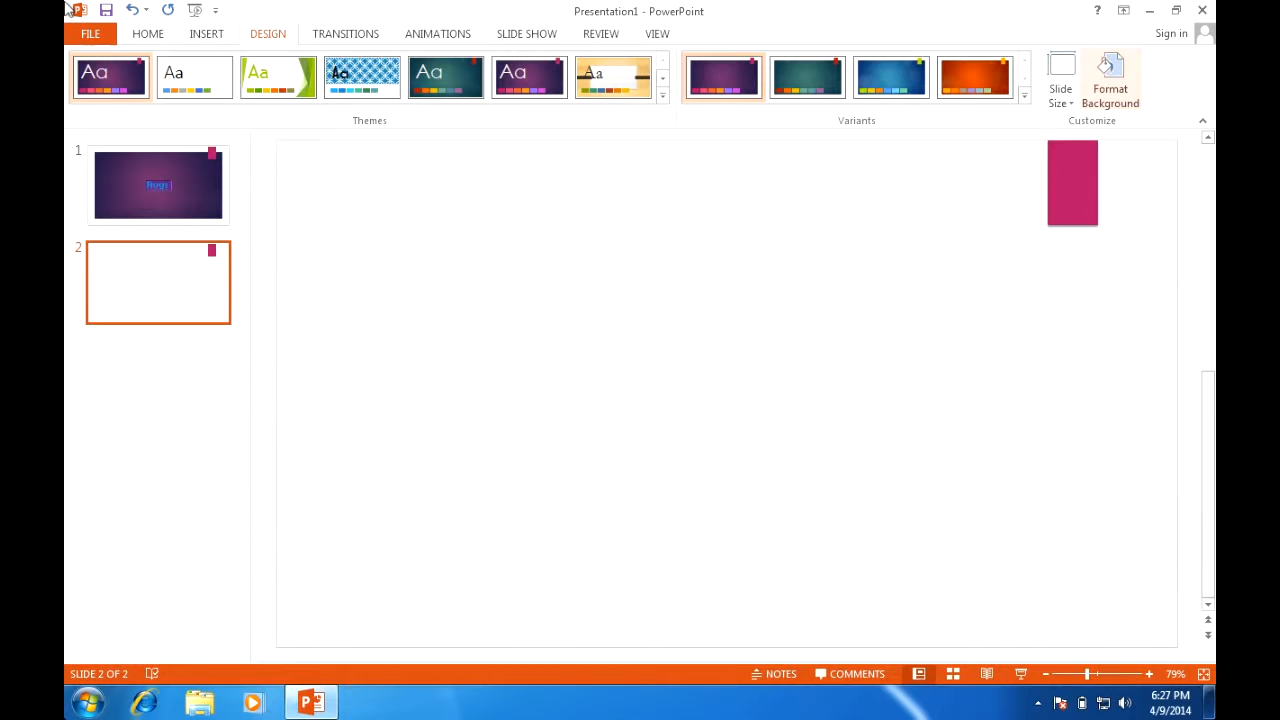 Presentation1 - PowerPoint
?
Sign in
FILE HOME INSERT DESIGN TRANSITIONS ANIMATIONS SLIDE SHOW REVIEW VIEW
Aa Aa Aa Aa Aa Aa Aa
Slide Size
Format Background
Themes Variants Customize
1
2
SLIDE 2 OF 2
NOTES COMMENTS 79%
6:27 PM
4/9/2014